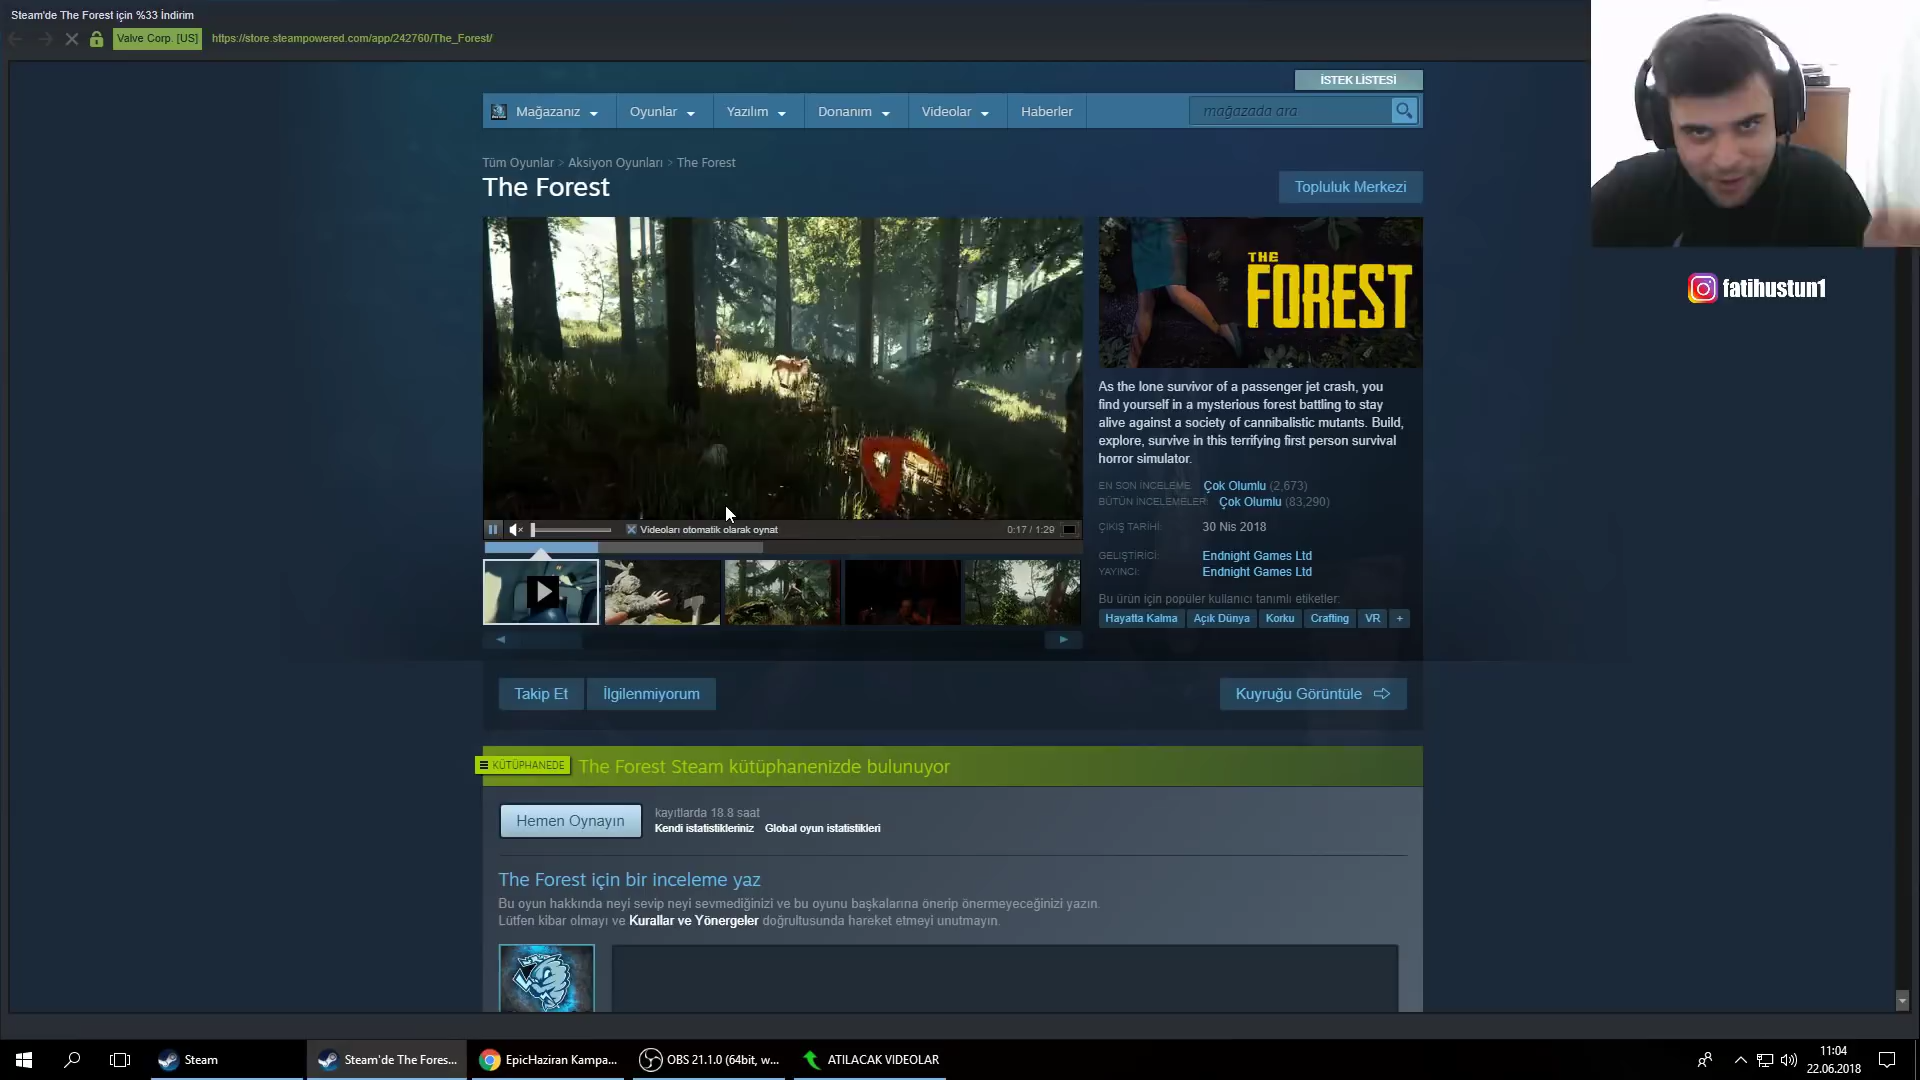 Steam'de The Forest için %33 İndirim
Valve Corp. [US] https://store.steampowered.com/app/242760/The_Forest/
İSTEK LİSTESİ
Mağazanız Oyunlar Yazılım Donanım Videolar Haberler mağazada ara
Tüm Oyunlar > Aksiyon Oyunları > The Forest
The Forest
Topluluk Merkezi
THE
FOREST
fatihustun1
As the lone survivor of a passenger jet crash, you
find yourself in a mysterious forest battling to stay
alive against a society of cannibalistic mutants. Build,
explore, survive in this terrifying first person survival
horror simulator.
EN SON İNCELEME: Çok Olumlu (2,673)
BÜTÜN İNCELEMELER: Çok Olumlu (83,290)
ÇIKIŞ TARİHİ: 30 Nis 2018
Videoları otomatik olarak oynat 0:17 / 1:29
GELİŞTİRİCİ: Endnight Games Ltd
YAYINCI: Endnight Games Ltd
Bu ürün için popüler kullanıcı tanımlı etiketler:
Hayatta Kalma Açık Dünya Korku Crafting VR +
Takip Et İlgilenmiyorum Kuyruğu Görüntüle
KÜTÜPHANEDE The Forest Steam kütüphanenizde bulunuyor
Hemen Oynayın
kayıtlarda 18.8 saat
Kendi istatistikleriniz Global oyun istatistikleri
The Forest için bir inceleme yaz
Bu oyun hakkında neyi sevip neyi sevmediğinizi ve bu oyunu başkalarına önerip önermeyeceğinizi yazın.
Lütfen kibar olmayı ve Kurallar ve Yönergeler doğrultusunda hareket etmeyi unutmayın.
Steam Steam'de The Fores... EpicHaziran Kampa... OBS 21.1.0 (64bit, w... ATILACAK VIDEOLAR
11:04
22.06.2018